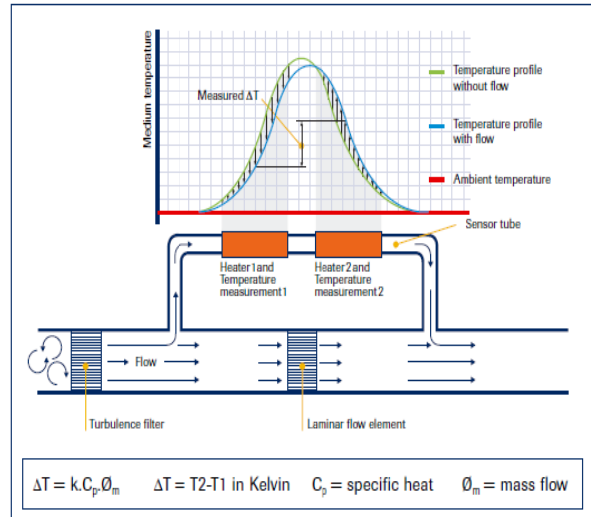 Medium temperature
Measured ΔT
Temperature profile
without flow
Temperature profile
with flow
Ambient temperature
Sensor tube
Heater 1 and
Temperature
measurement 1
Heater 2 and
Temperature
measurement 2
Flow
Turbulence filter
Laminar flow element
ΔT = k.Cₚ.Øₘ ΔT = T2-T1 in Kelvin Cₚ = specific heat Øₘ = mass flow